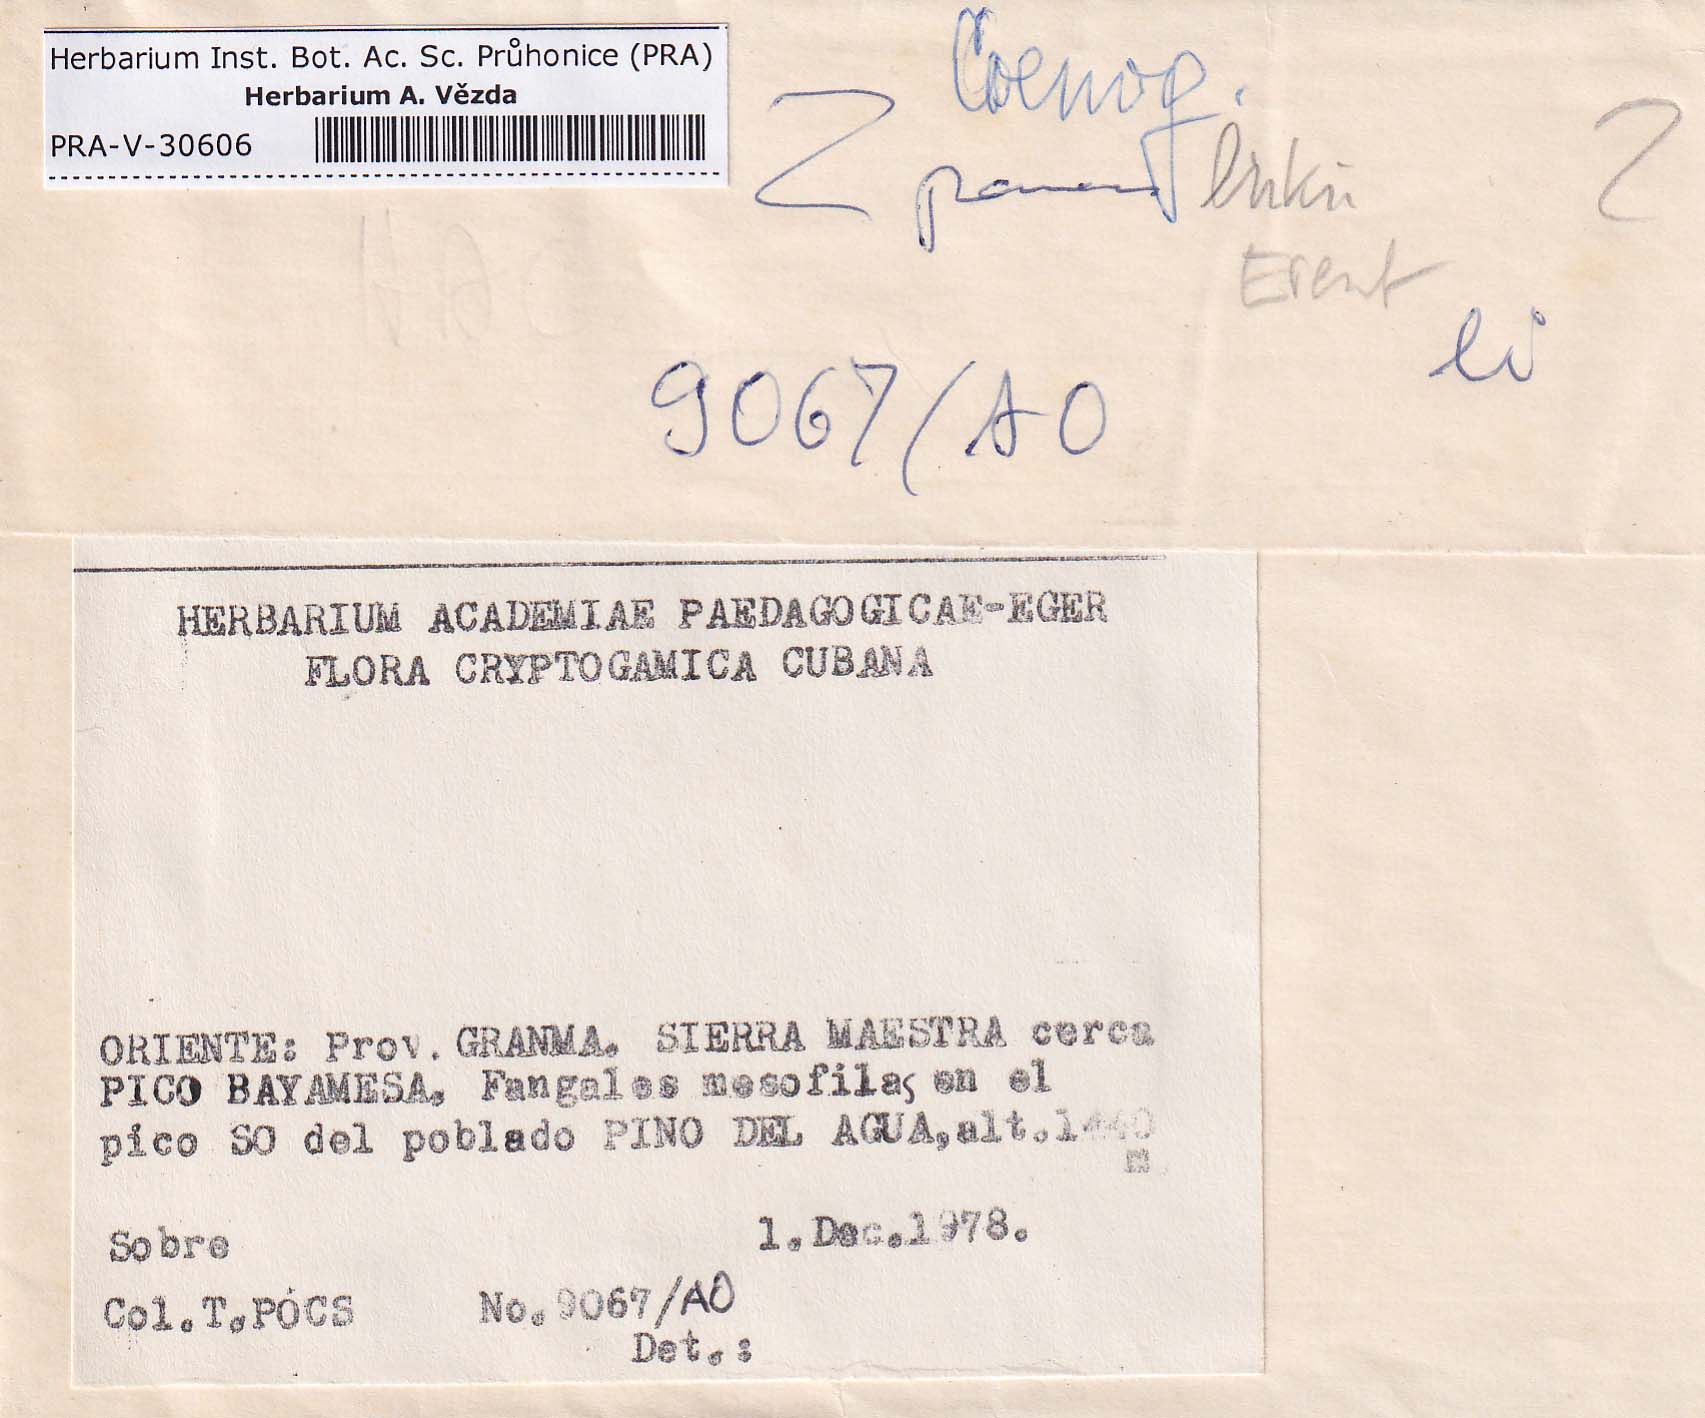 Herbarium Inst. Bot. Ac. Sc. Průhonice (PRA)
Herbarium A. Vězda
PRA-V-30606
Coenog.
9067/AO
HERBARIUM ACADEMIAE PAEDAGOGICAE-EGER
FLORA CRYPTOGAMICA CUBANA
ORIENTE: Prov. GRANMA. SIERRA MAESTRA cerca
PICO BAYAMESA. Fangales mesofilas en el
pico SO del poblado PINO DEL AGUA, alt. 1440
m
Sobre 1. Dec. 1978.
Col. T. PÓCS No. 9067/AO
Det.: